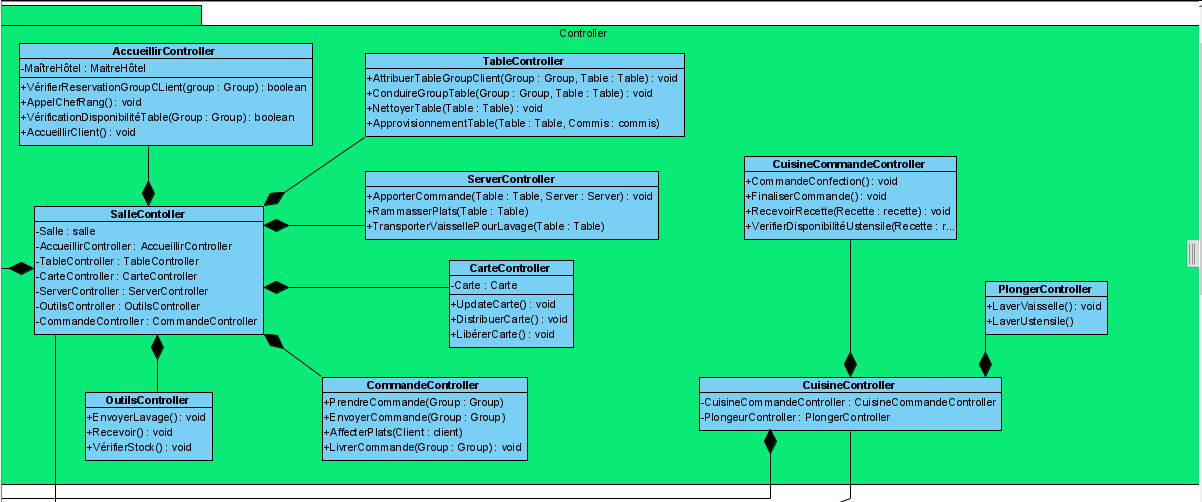 Controller
AccueillirController
-MaîtreHôtel : MaitreHôtel
+VérifierReservationGroupCLient(group : Group) : boolean
+AppelChefRang() : void
+VérificationDisponibilitéTable(Group : Group) : boolean
+AccueillirClient() : void
TableController
+AttribuerTableGroupClient(Group : Group, Table : Table) : void
+ConduireGroupTable(Group : Group, Table : Table) : void
+NettoyerTable(Table : Table) : void
+ApprovisionnementTable(Table : Table, Commis : commis)
ServerController
+ApporterCommande(Table : Table, Server : Server) : void
+RammasserPlats(Table : Table)
+TransporterVaissellePourLavage(Table : Table)
CuisineCommandeController
+CommandeConfection() : void
+FinaliserCommande() : void
+RecevoirRecette(Recette : recette) : void
+VerifierDisponibilitéUstensile(Recette : r...
SalleContoller
-Salle : salle
-AccueillirController : AccueillirController
-TableController : TableController
-CarteController : CarteController
-ServerController : ServerController
-OutilsController : OutilsController
-CommandeController : CommandeController
CarteController
-Carte : Carte
+UpdateCarte() : void
+DistribuerCarte() : void
+LibérerCarte() : void
PlongerController
+LaverVaisselle() : void
+LaverUstensile()
OutilsController
+EnvoyerLavage() : void
+Recevoir() : void
+VérifierStock() : void
CommandeController
+PrendreCommande(Group : Group)
+EnvoyerCommande(Group : Group)
+AffecterPlats(Client : client)
+LivrerCommande(Group : Group) : void
CuisineController
-CuisineCommandeController : CuisineCommandeController
-PlongeurController : PlongerController